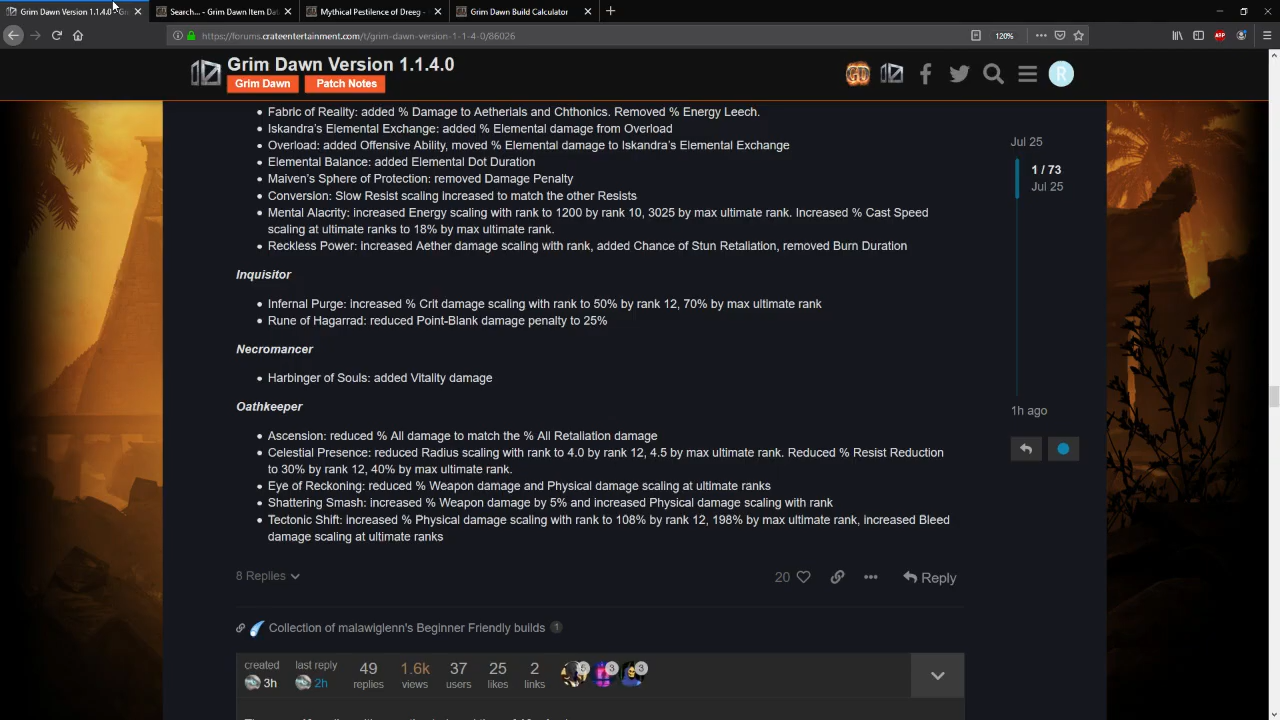 Grim Dawn Version 1.1.4.0 - Gr
Search... - Grim Dawn Item Dat
Mythical Pestilence of Dreeg -
Grim Dawn Build Calculator
https://forums.crateentertainment.com/t/grim-dawn-version-1-1-4-0/86026
120%
ABP
Grim Dawn Version 1.1.4.0
Grim Dawn
Patch Notes
GD
R
• Fabric of Reality: added % Damage to Aetherials and Chthonics. Removed % Energy Leech.
• Iskandra's Elemental Exchange: added % Elemental damage from Overload
• Overload: added Offensive Ability, moved % Elemental damage to Iskandra's Elemental Exchange
• Elemental Balance: added Elemental Dot Duration
• Maiven's Sphere of Protection: removed Damage Penalty
• Conversion: Slow Resist scaling increased to match the other Resists
• Mental Alacrity: increased Energy scaling with rank to 1200 by rank 10, 3025 by max ultimate rank. Increased % Cast Speed
scaling at ultimate ranks to 18% by max ultimate rank.
• Reckless Power: increased Aether damage scaling with rank, added Chance of Stun Retaliation, removed Burn Duration
Inquisitor
• Infernal Purge: increased % Crit damage scaling with rank to 50% by rank 12, 70% by max ultimate rank
• Rune of Hagarrad: reduced Point-Blank damage penalty to 25%
Necromancer
• Harbinger of Souls: added Vitality damage
Oathkeeper
• Ascension: reduced % All damage to match the % All Retaliation damage
• Celestial Presence: reduced Radius scaling with rank to 4.0 by rank 12, 4.5 by max ultimate rank. Reduced % Resist Reduction
to 30% by rank 12, 40% by max ultimate rank.
• Eye of Reckoning: reduced % Weapon damage and Physical damage scaling at ultimate ranks
• Shattering Smash: increased % Weapon damage by 5% and increased Physical damage scaling with rank
• Tectonic Shift: increased % Physical damage scaling with rank to 108% by rank 12, 198% by max ultimate rank, increased Bleed
damage scaling at ultimate ranks
Jul 25
1 / 73
Jul 25
1h ago
8 Replies
20
Reply
Collection of malawiglenn's Beginner Friendly builds 1
created
3h
last reply
2h
49
replies
1.6k
views
37
users
25
likes
2
links
5
3
3